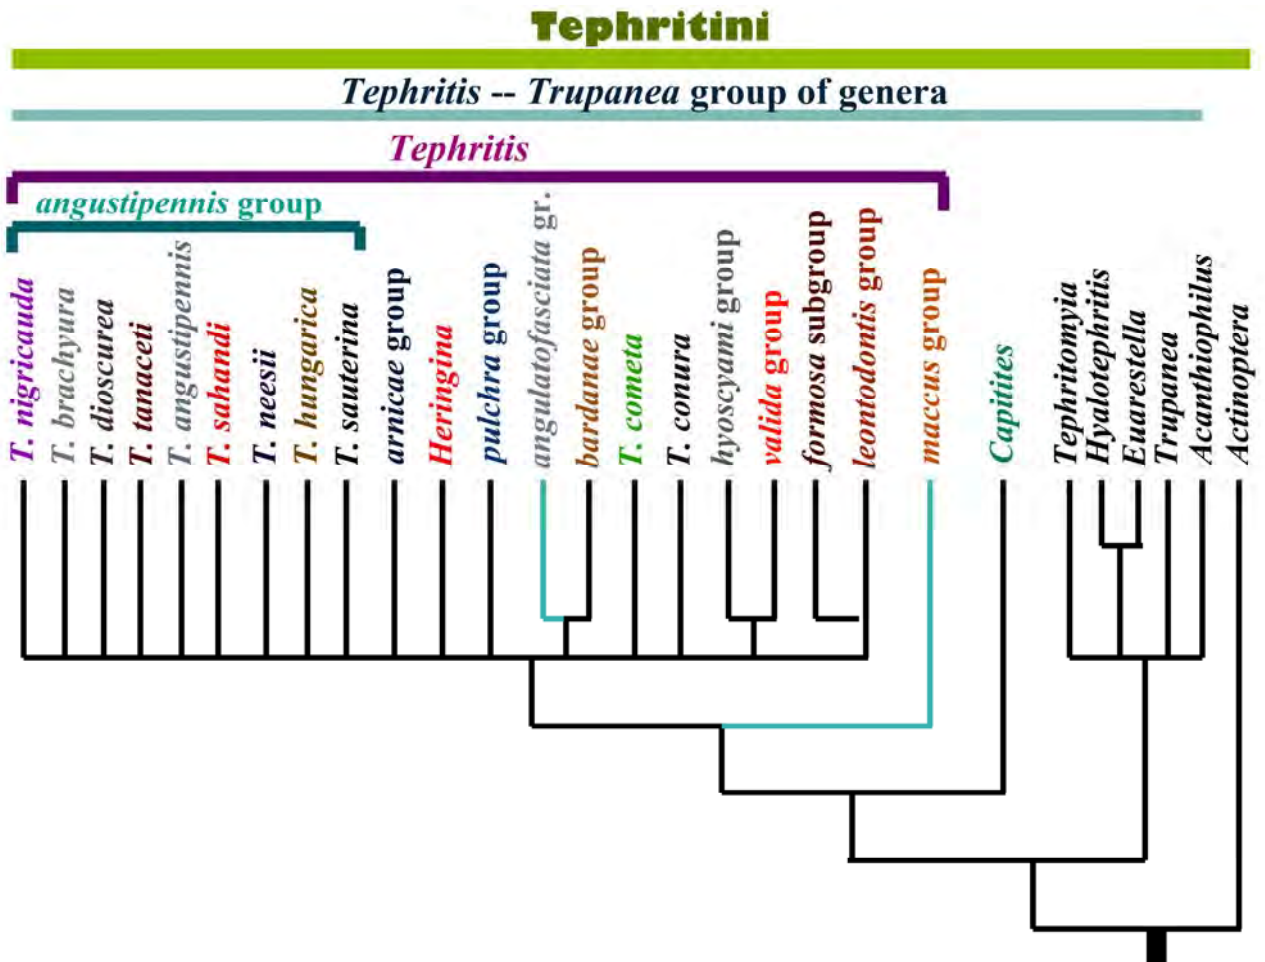 Tephritini
Tephritis -- Trupanea group of genera
Tephritis
angustipennis group
T. nigricauda
T. brachyura
T. dioscurea
T. tanaceti
T. angustipennis
T. sahandi
T. neesii
T. hungarica
T. sauterina
arnicae group
Heringina
pulchra group
angulatofasciata gr.
bardanae group
T. cometa
T. conura
hyoscyami group
valida group
formosa subgroup
leontodontis group
maccus group
Capitites
Tephritomyia
Hyalotephritis
Euarestella
Trupanea
Acanthiophilus
Actinoptera